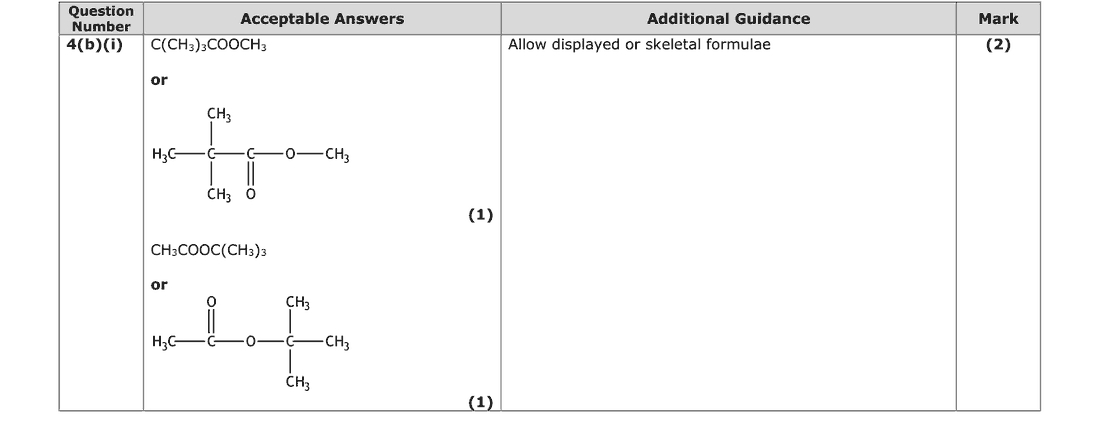 Question Number
Acceptable Answers
Additional Guidance
Mark
4(b)(i)
C(CH₃)₃COOCH₃
Allow displayed or skeletal formulae
(2)
or
CH₃
H₃C C C O CH₃
CH₃ O
(1)
CH₃COOC(CH₃)₃
or
O CH₃
H₃C C O C CH₃
CH₃
(1)